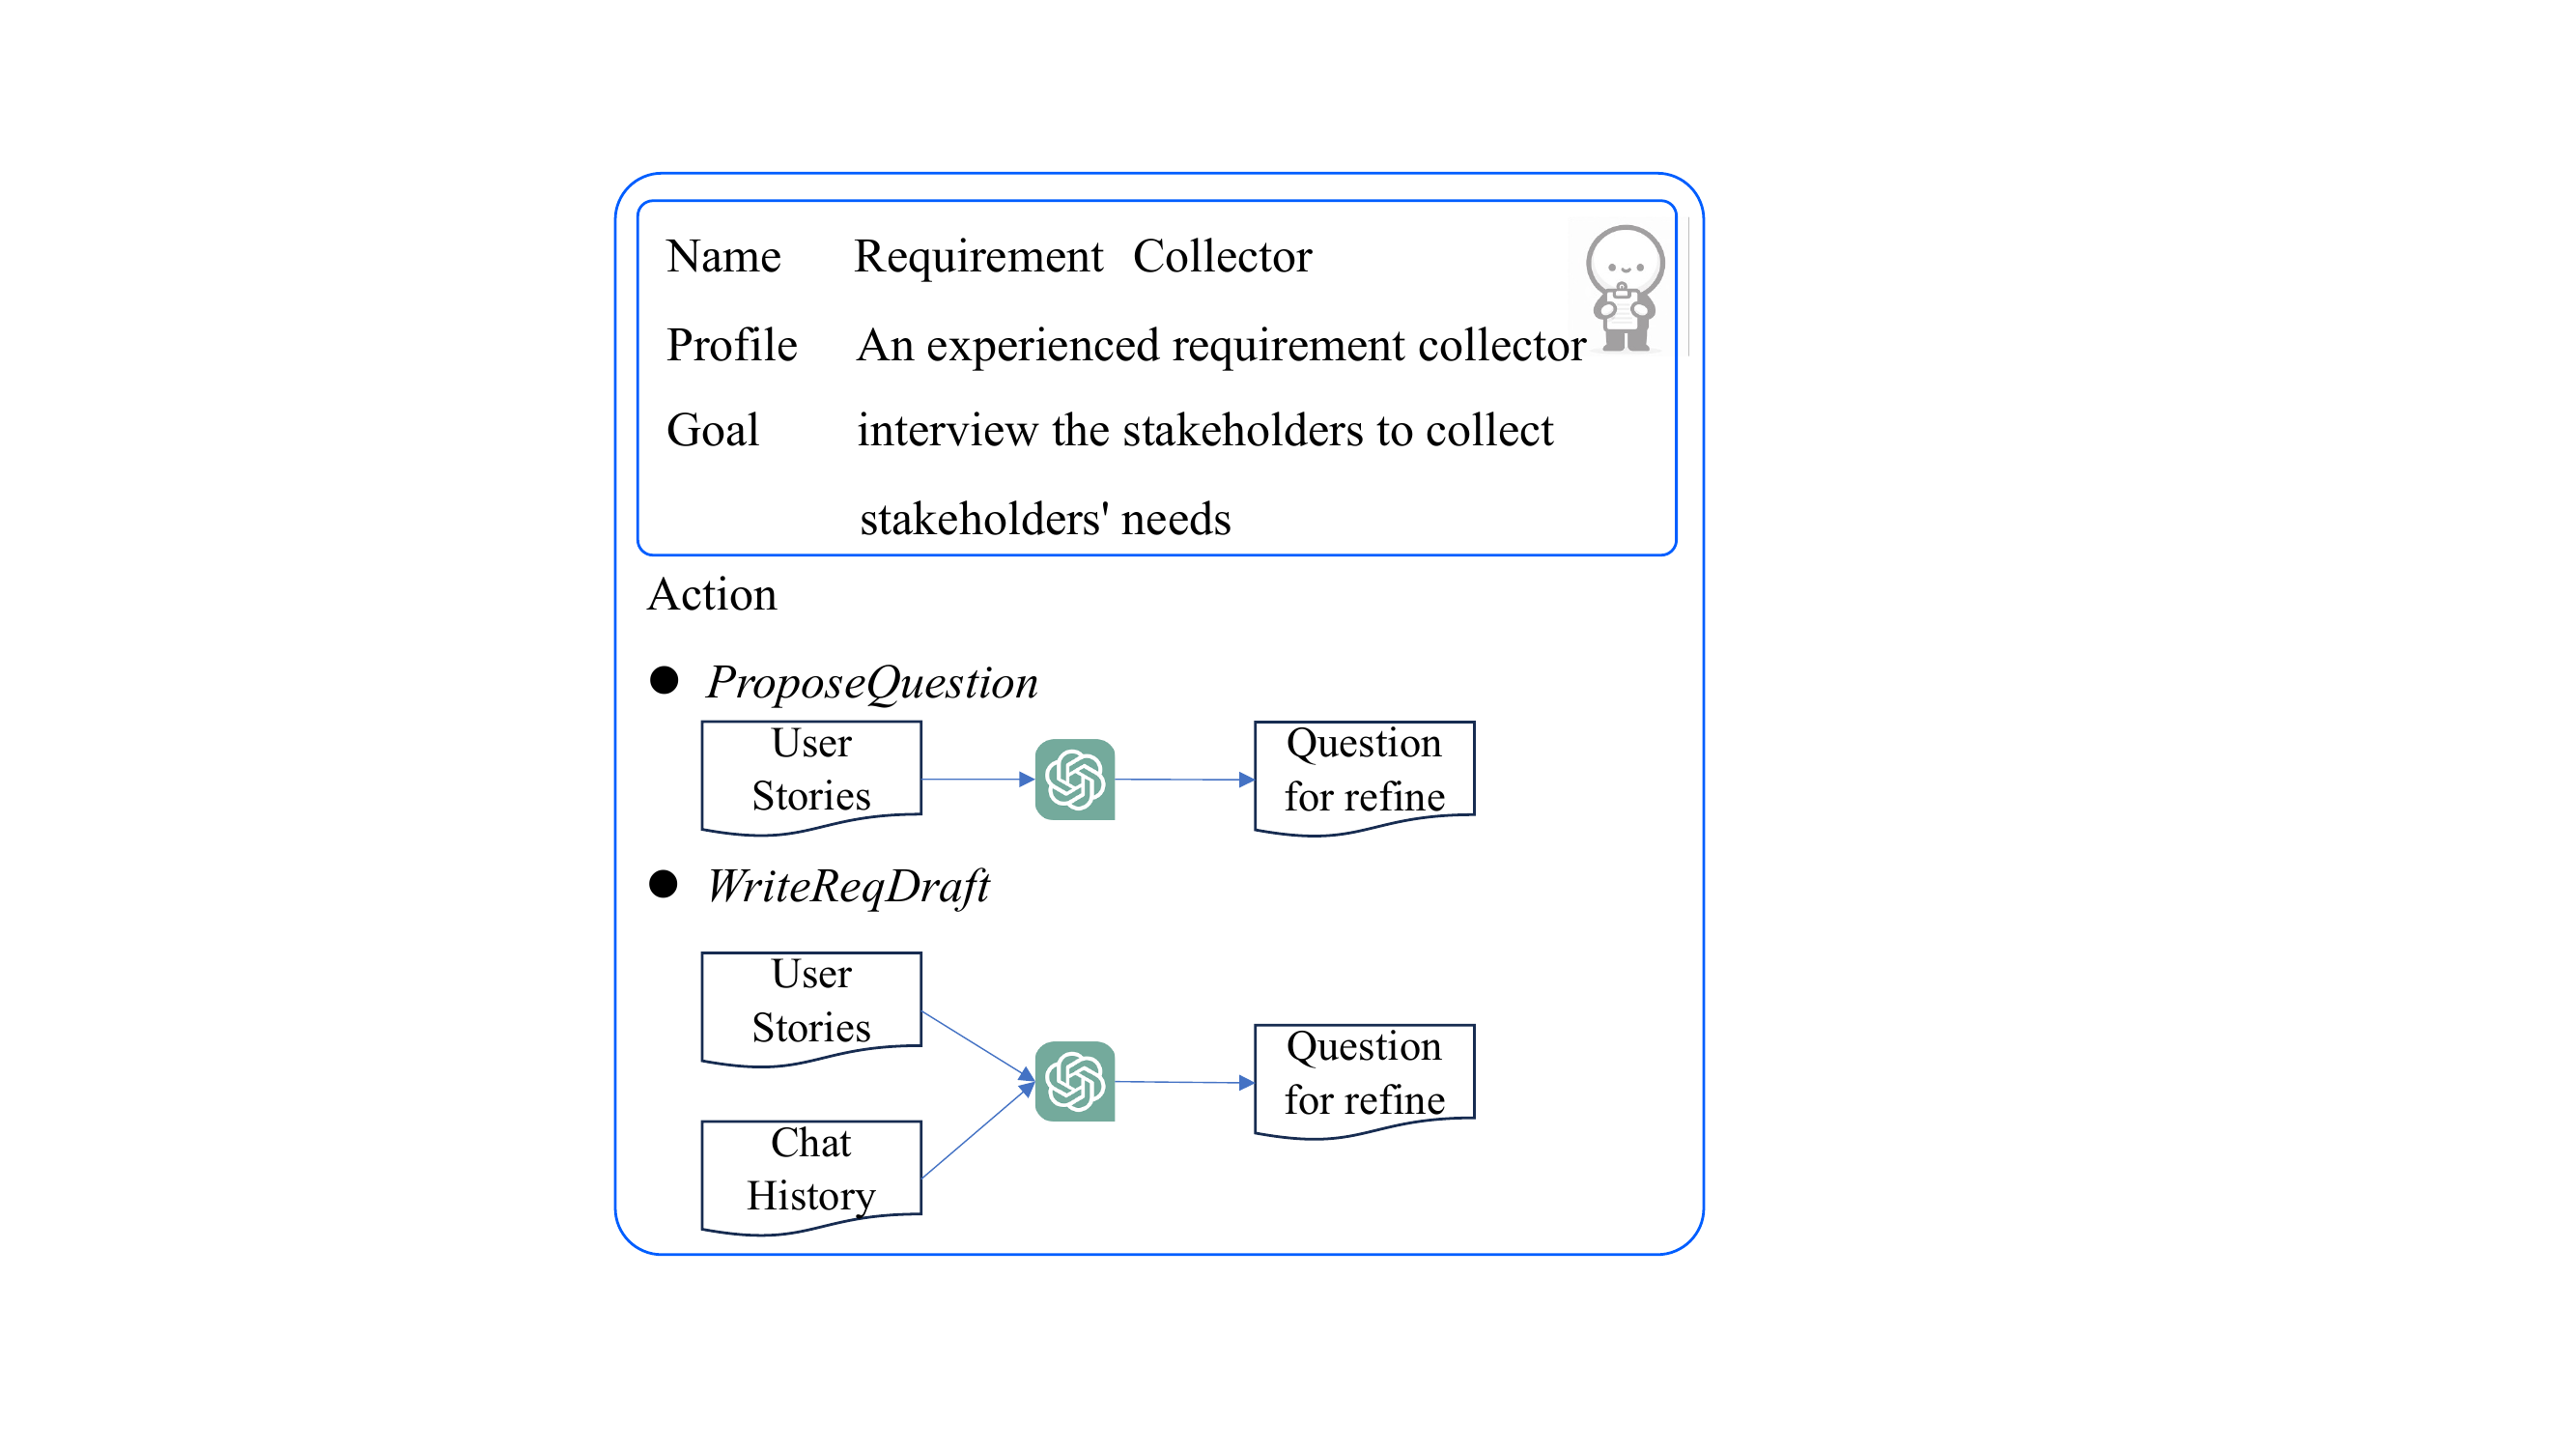 Name Requirement Collector
Profile An experienced requirement collector
Goal interview the stakeholders to collect
stakeholders' needs
Action
● ProposeQuestion
User
Stories
Question
for refine
● WriteReqDraft
User
Stories
Chat
History
Question
for refine